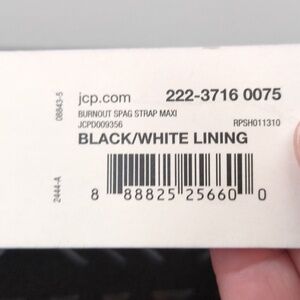 jcp.com 222-3716 0075
BURNOUT SPAG STRAP MAXI
JCPD009356 RPSH011310
BLACK/WHITE LINING
8 88825 25660 0
08843-5
2444-A